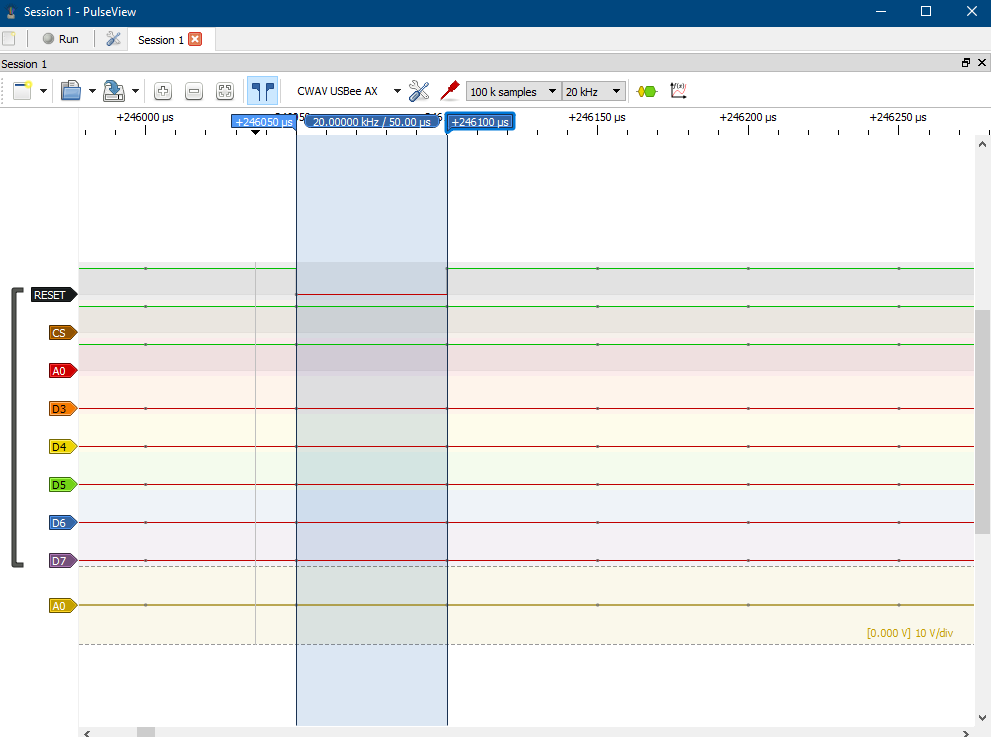 Session 1 - PulseView
Run
Session 1
Session 1
CWAV USBee AX
100 k samples
20 kHz
+246000 µs
+246050 µs
20.00000 kHz / 50.00 µs
+246100 µs
+246150 µs
+246200 µs
+246250 µs
RESET
CS
A0
D3
D4
D5
D6
D7
A0
[0.000 V] 10 V/div